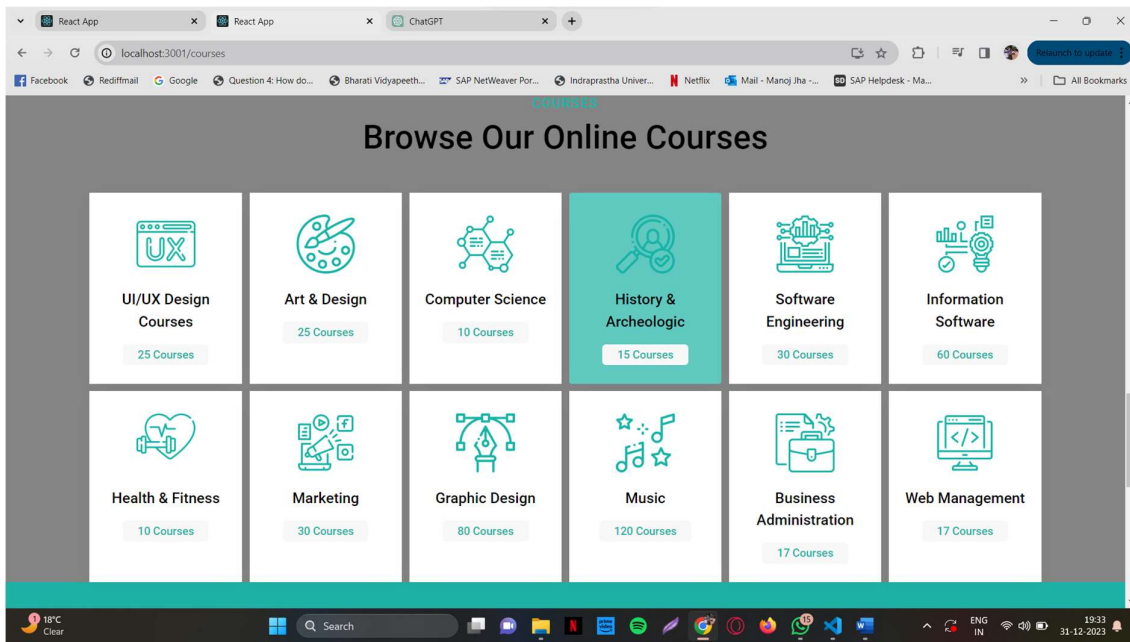 React App
React App
ChatGPT
localhost:3001/courses
Relaunch to update
Facebook Rediffmail Google Question 4: How do... Bharati Vidyapeeth... SAP NetWeaver Por... Indraprastha Univer... Netflix Mail - Manoj Jha -... SD SAP Helpdesk - Ma... » All Bookmarks
COURSES
Browse Our Online Courses
UX
UI/UX Design
Courses
25 Courses
Art & Design
25 Courses
Computer Science
10 Courses
History &
Archeologic
15 Courses
Software
Engineering
30 Courses
Information
Software
60 Courses
Health & Fitness
10 Courses
Marketing
30 Courses
Graphic Design
80 Courses
Music
120 Courses
Business
Administration
17 Courses
</>
Web Management
17 Courses
1
18°C
Clear
Search
prime video
15
ENG
IN
19:33
31-12-2023